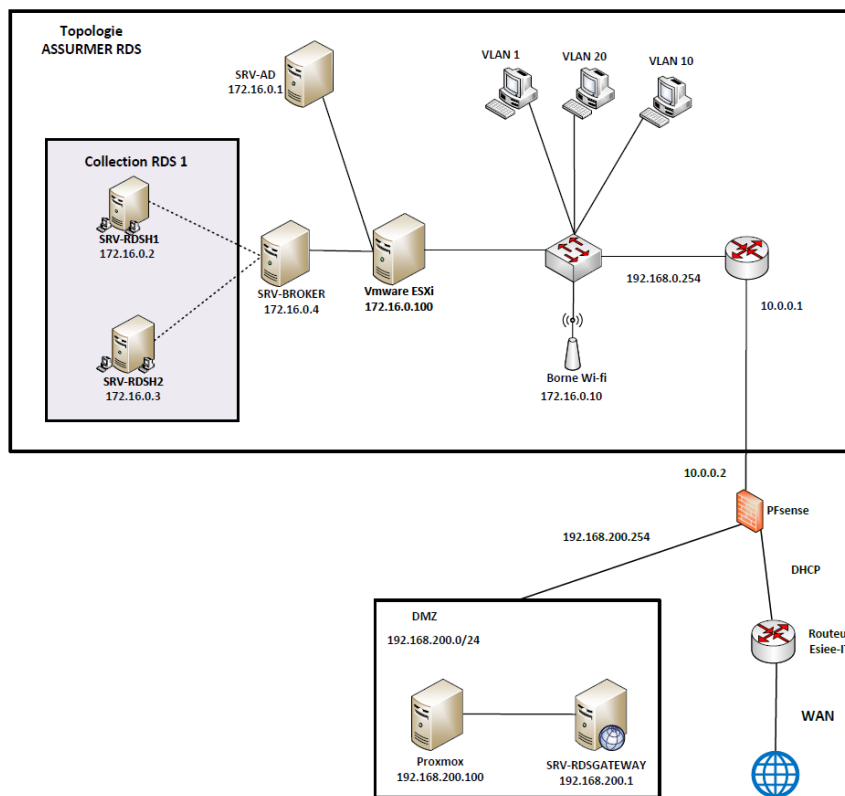 Topologie
ASSURMER RDS
SRV-AD
172.16.0.1
VLAN 1
VLAN 20
VLAN 10
Collection RDS 1
SRV-RDSH1
172.16.0.2
SRV-BROKER
172.16.0.4
Vmware ESXi
172.16.0.100
192.168.0.254
10.0.0.1
SRV-RDSH2
172.16.0.3
Borne Wi-fi
172.16.0.10
10.0.0.2
PFsense
192.168.200.254
DHCP
DMZ
192.168.200.0/24
Routeu
Esiee-IT
WAN
Proxmox
192.168.200.100
SRV-RDSGATEWAY
192.168.200.1